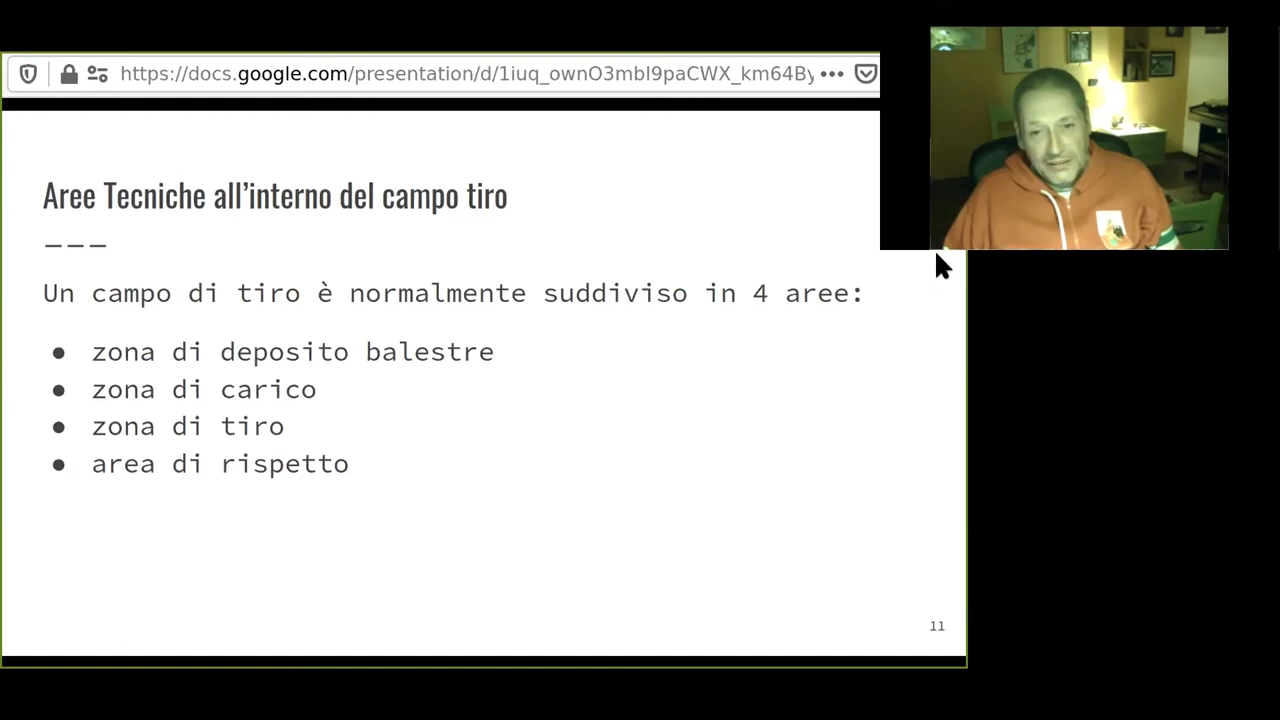 https://docs.google.com/presentation/d/1iuq_ownO3mbl9paCWX_km64By
Aree Tecniche all’interno del campo tiro
Un campo di tiro è normalmente suddiviso in 4 aree:
● zona di deposito balestre
● zona di carico
● zona di tiro
● area di rispetto
11